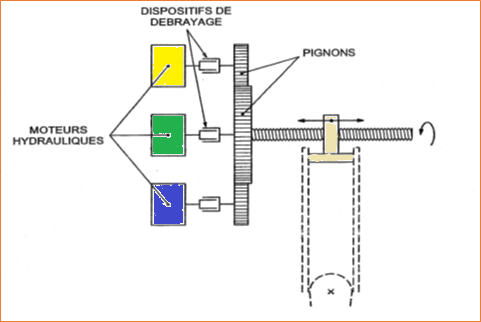 DISPOSITIFS DE
DEBRAYAGE
PIGNONS
MOTEURS
HYDRAULIQUES